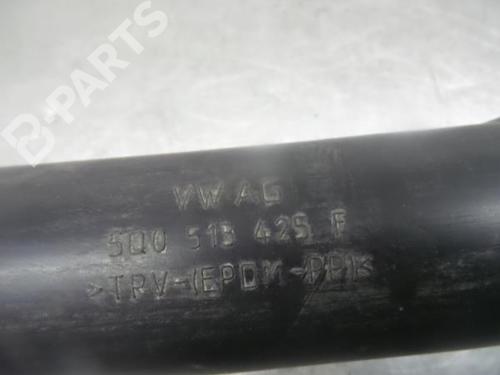 B-PARTS
VW AG
5Q0 513 425 F
>TPV-(EPDM-PP)<